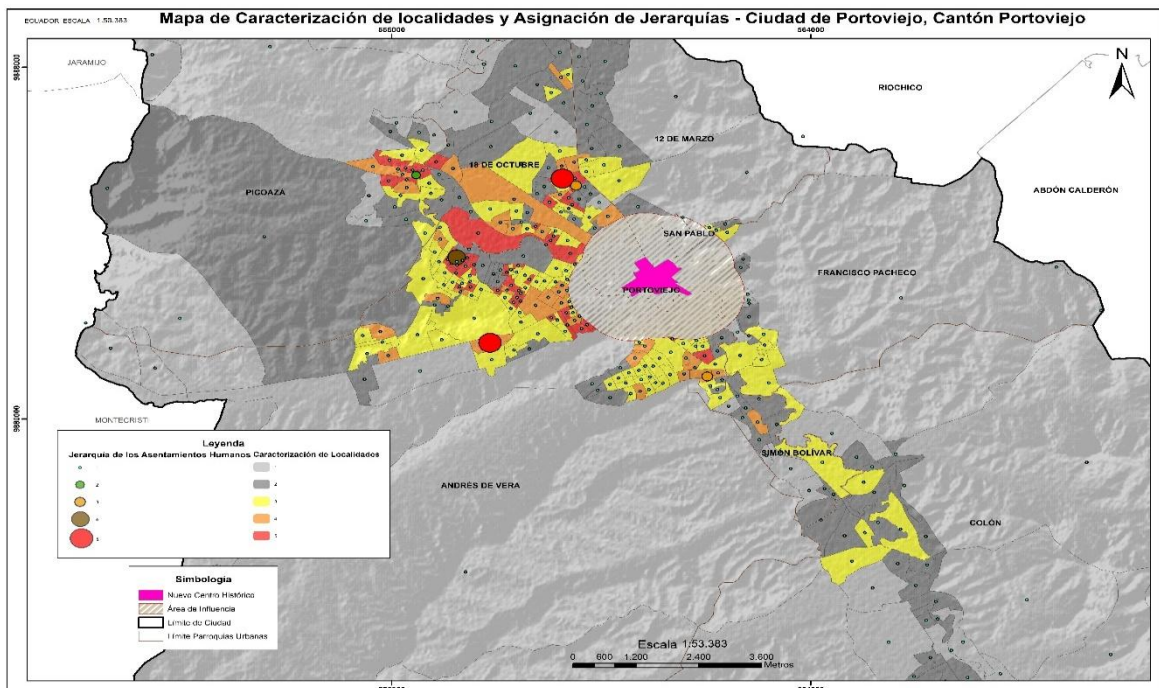 ECUADOR ESCALA 1:50.383
Mapa de Caracterización de localidades y Asignación de Jerarquías - Ciudad de Portoviejo, Cantón Portoviejo
JARAMIJO
N
RIOCHICO
12 DE MARZO
18 DE OCTUBRE
PICOAZÁ
ABDÓN CALDERÓN
SAN PABLO
FRANCISCO PACHECO
PORTOVIEJO
9880000
MONTECRISTI
SIMÓN BOLÍVAR
ANDRÉS DE VERA
COLÓN
Leyenda
Jerarquía de los Asentamientos Humanos
Caracterización de Localidades
Simbología
Nuevo Centro Histórico
Área de Influencia
Límite de Ciudad
Límite Parroquias Urbanas
Escala 1:53.383
0 600 1.200 2.400 3.600
Metros